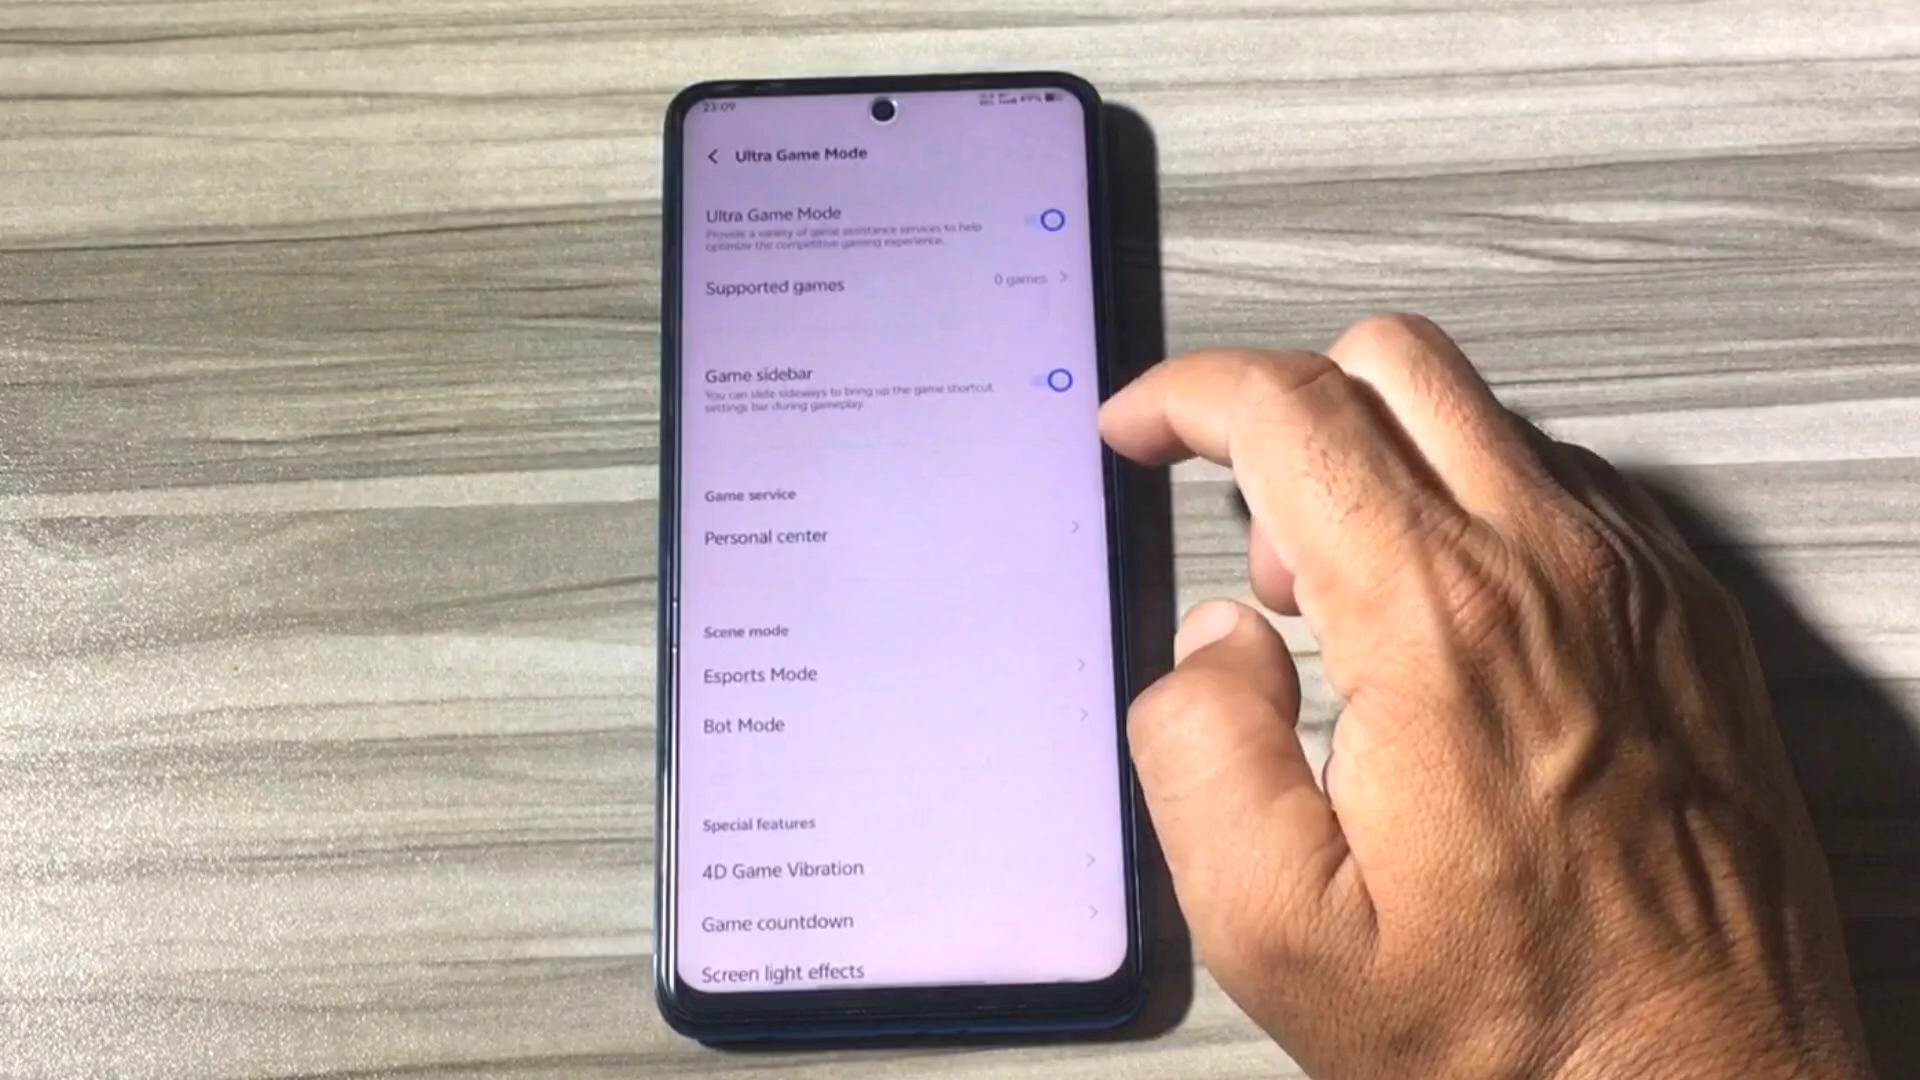 23:09
Ultra Game Mode
Ultra Game Mode
Provide a variety of game assistance services to help
optimize the competitive gaming experience.
Supported games
0 games
Game sidebar
You can slide sideways to bring up the game shortcut
settings bar during gameplay.
Game service
Personal center
Scene mode
Esports Mode
Bot Mode
Special features
4D Game Vibration
Game countdown
Screen light effects